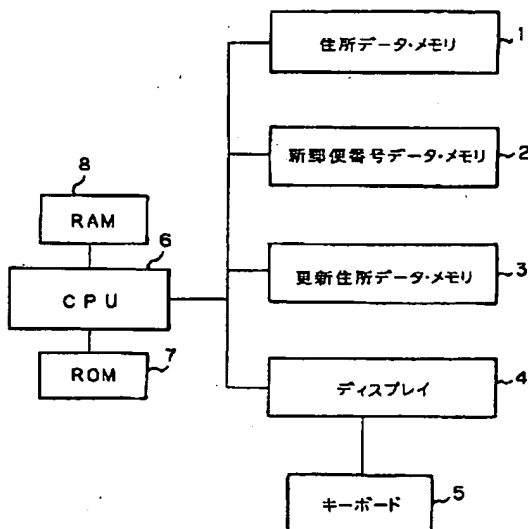 住所データ・メモリ
1
新郵便番号データ・メモリ
2
8
RAM
6
更新住所データ・メモリ
3
CPU
ROM
7
ディスプレイ
4
キーボード
5